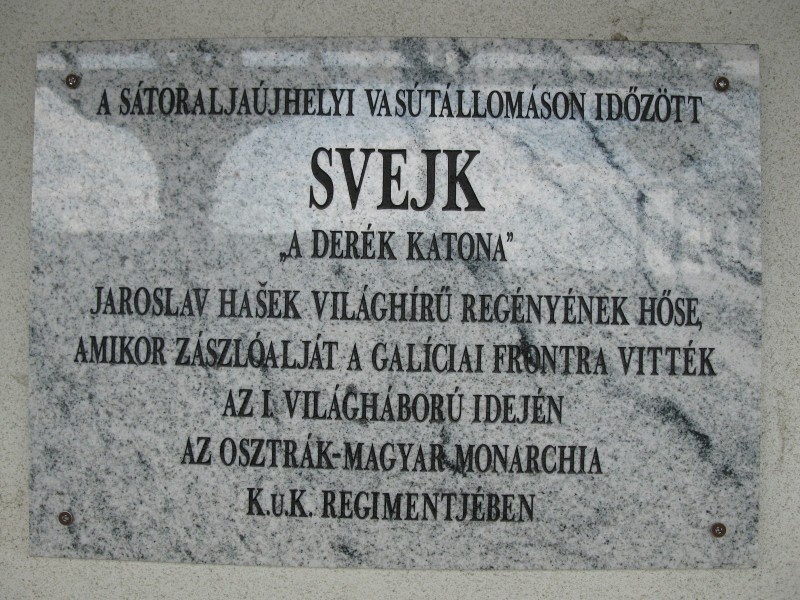 A SÁTORALJAÚJHELYI VASÚTÁLLOMÁSON IDŐZÖTT
SVEJK
„A DERÉK KATONA”
JAROSLAV HAŠEK VILÁGHÍRŰ REGÉNYÉNEK HŐSE,
AMIKOR ZÁSZLÓALJÁT A GALÍCIAI FRONTRA VITTÉK
AZ I. VILÁGHÁBORÚ IDEJÉN
AZ OSZTRÁK-MAGYAR MONARCHIA
K.u.K. REGIMENTJÉBEN